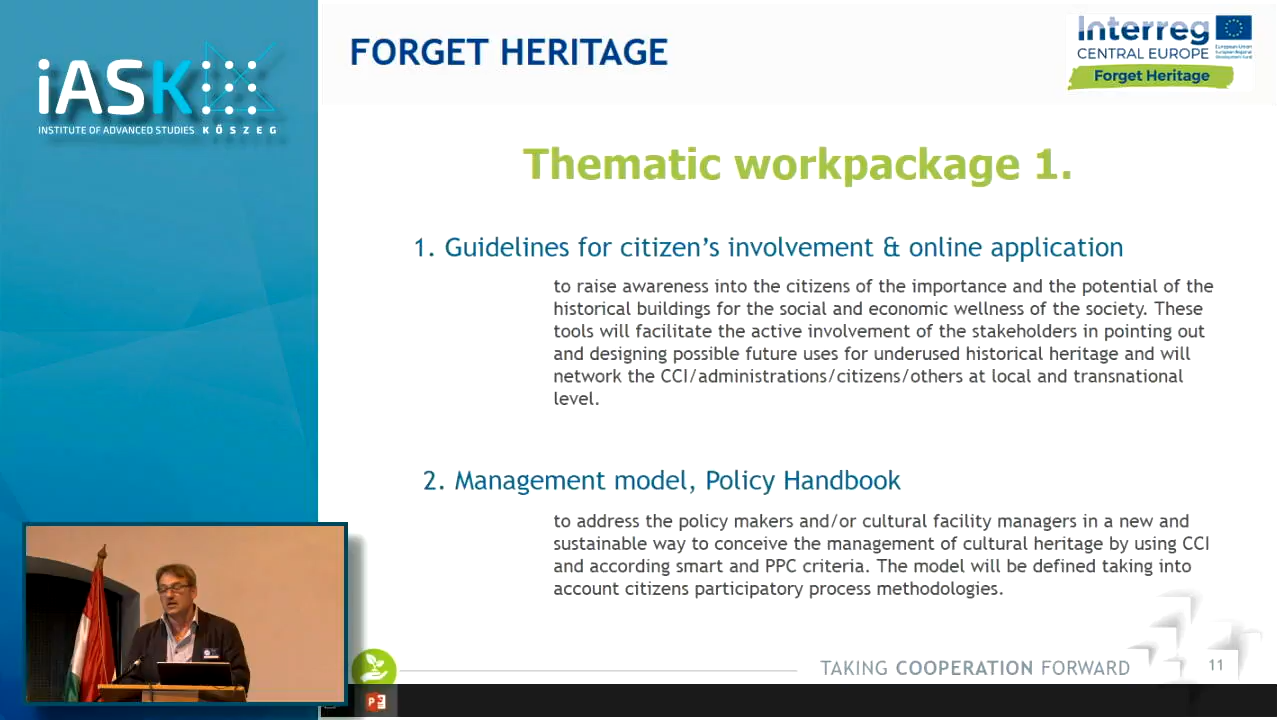 iASK
INSTITUTE OF ADVANCED STUDIES KŐSZEG
FORGET HERITAGE
Interreg
CENTRAL EUROPE
European Union
European Regional
Development Fund
Forget Heritage
Thematic workpackage 1.
1. Guidelines for citizen’s involvement & online application
to raise awareness into the citizens of the importance and the potential of the
historical buildings for the social and economic wellness of the society. These
tools will facilitate the active involvement of the stakeholders in pointing out
and designing possible future uses for underused historical heritage and will
network the CCI/administrations/citizens/others at local and transnational
level.
2. Management model, Policy Handbook
to address the policy makers and/or cultural facility managers in a new and
sustainable way to conceive the management of cultural heritage by using CCI
and according smart and PPC criteria. The model will be defined taking into
account citizens participatory process methodologies.
TAKING COOPERATION FORWARD
11
P